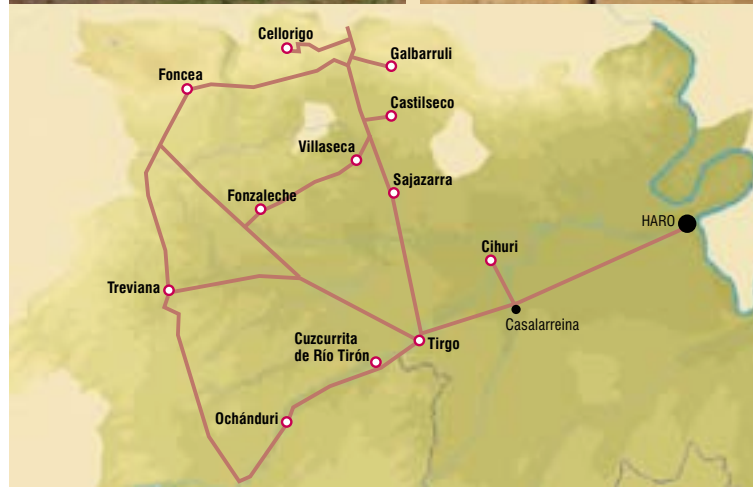 Cellorigo
Galbarruli
Foncea
Castilseco
Villaseca
Sajazarra
Fonzaleche
HARO
Cihuri
Treviana
Casalarreina
Cuzcurrita
de Río Tirón
Tirgo
Ochánduri